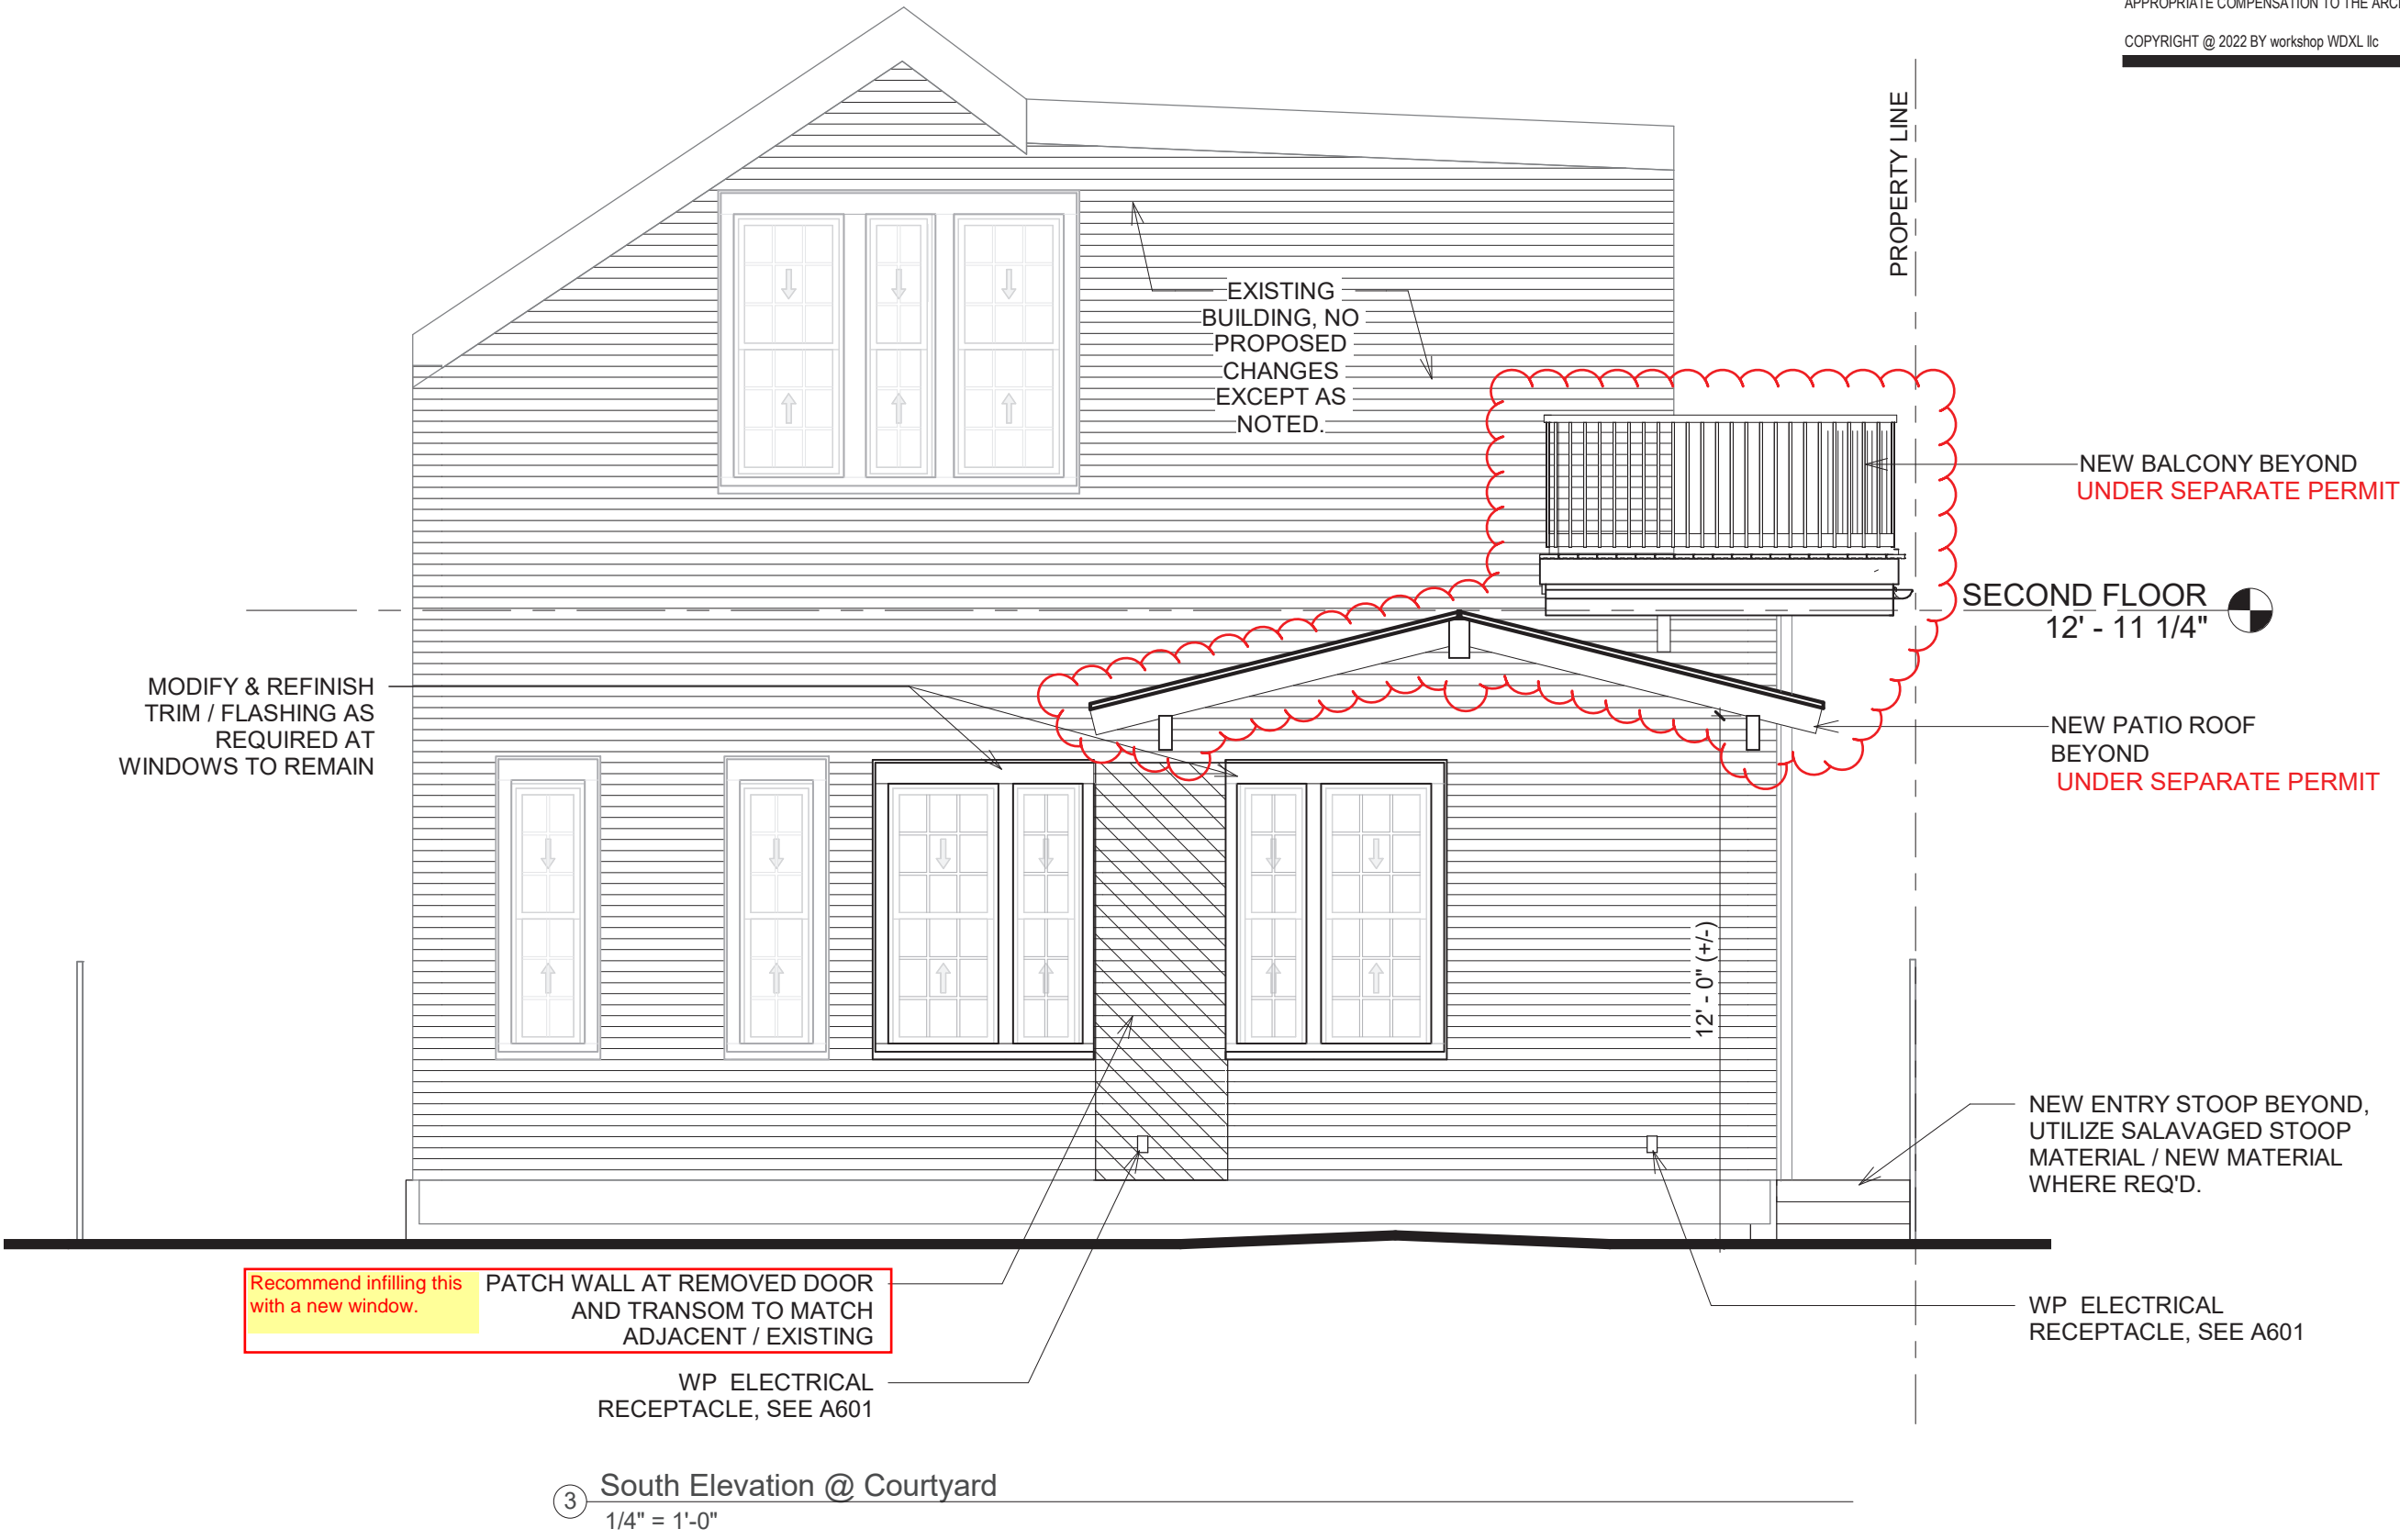 APPROPRIATE COMPENSATION TO THE
COPYRIGHT @ 2022 BY workshop WDXL llc
PROPERTY LINE
EXISTING
BUILDING, NO
PROPOSED
CHANGES
EXCEPT AS
NOTED.
NEW BALCONY BEYOND
UNDER SEPARATE PERMIT
SECOND FLOOR
12' - 11 1/4"
MODIFY & REFINISH
TRIM / FLASHING AS
REQUIRED AT
WINDOWS TO REMAIN
NEW PATIO ROOF
BEYOND
UNDER SEPARATE PERMIT
12' - 0" (+/-)
NEW ENTRY STOOP BEYOND,
UTILIZE SALAVAGED STOOP
MATERIAL / NEW MATERIAL
WHERE REQ'D.
Recommend infilling this
with a new window.
PATCH WALL AT REMOVED DOOR
AND TRANSOM TO MATCH
ADJACENT / EXISTING
WP ELECTRICAL
RECEPTACLE, SEE A601
WP ELECTRICAL
RECEPTACLE, SEE A601
3
South Elevation @ Courtyard
1/4" = 1'-0"